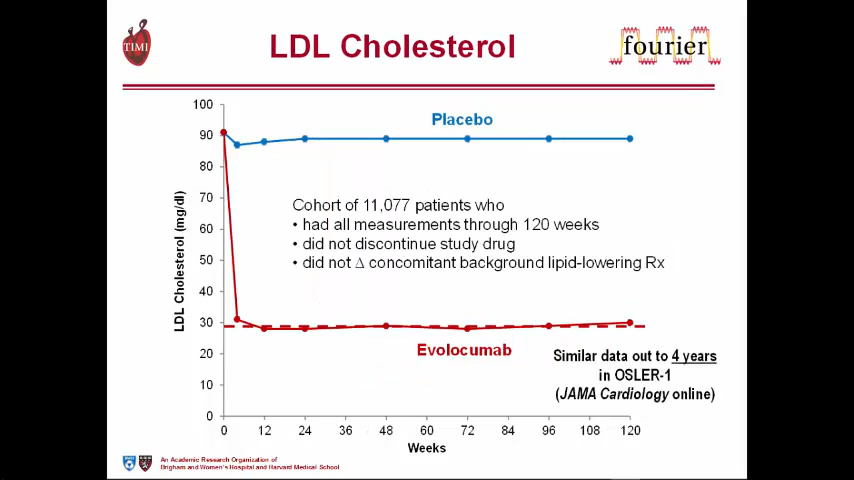 TIMI
LDL Cholesterol
fourier
LDL Cholesterol (mg/dl)
100
90
80
70
60
50
40
30
20
10
0
Placebo
Cohort of 11,077 patients who
• had all measurements through 120 weeks
• did not discontinue study drug
• did not Δ concomitant background lipid-lowering Rx
Evolocumab
Similar data out to 4 years
in OSLER-1
(JAMA Cardiology online)
0 12 24 36 48 60 72 84 96 108 120
Weeks
An Academic Research Organization of
Brigham and Women's Hospital and Harvard Medical School